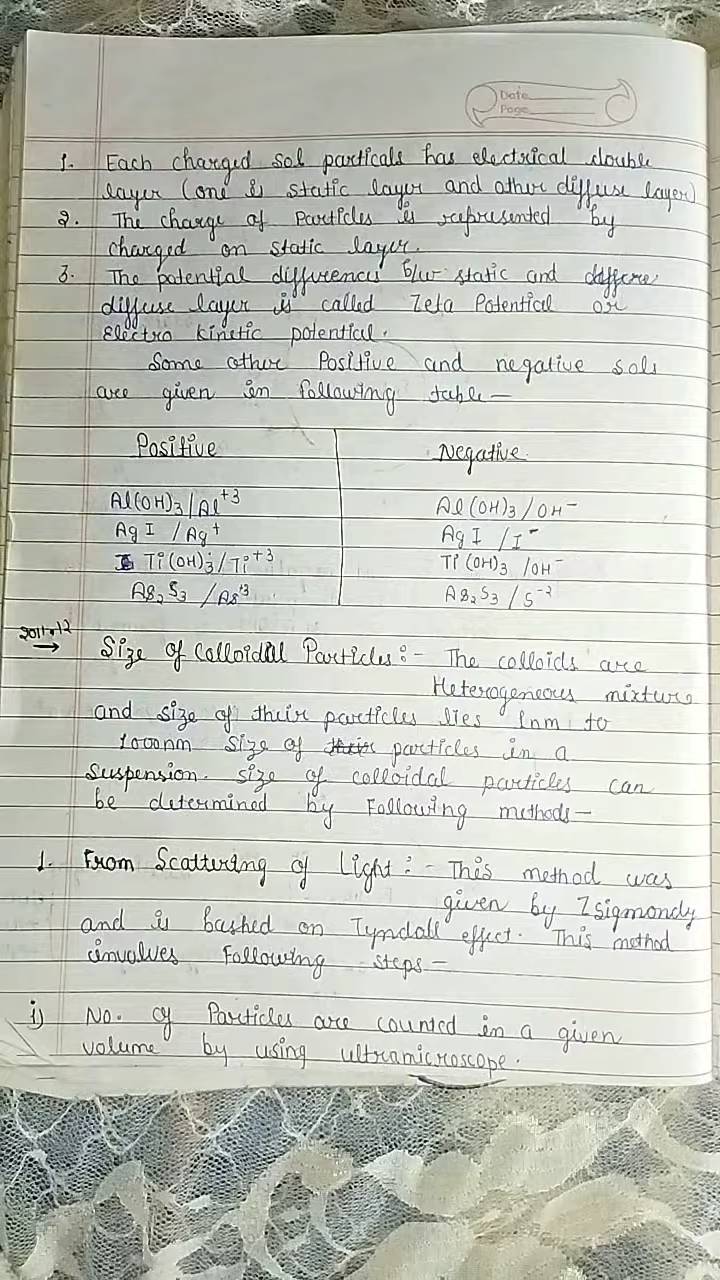 Date
Page
1. Each charged sol particals has electrical double
layer (one is static layer and other diffuse layer)
2. The charge of Particles is represented by
charged on static layer.
3. The potential differences b/w static and
diffuse layer is called Zeta Potential or
electro kinetic potential.
Some other Positive and negative sols
are given in following table—
Positive Negative
Al(OH)3/Al+3 Al(OH)3/OH-
AgI /Ag+ AgI /I-
Ti(OH)3/Ti+3 Ti(OH)3 /OH-
As2S3 /As+3 As2S3 / S-2
→ Size of Colloidal Particles:- The colloids are
Heterogeneous mixture
and size of their particles lies 1nm to
1000nm size of particles in a
suspension. size of colloidal particles can
be determined by Following methods—
1. From Scattering of Light:- This method was
given by Zsigmondy
and is bashed on Tyndall effect. This method
involves Following steps—
i) No. of Particles are counted in a given
volume by using ultramicroscope.